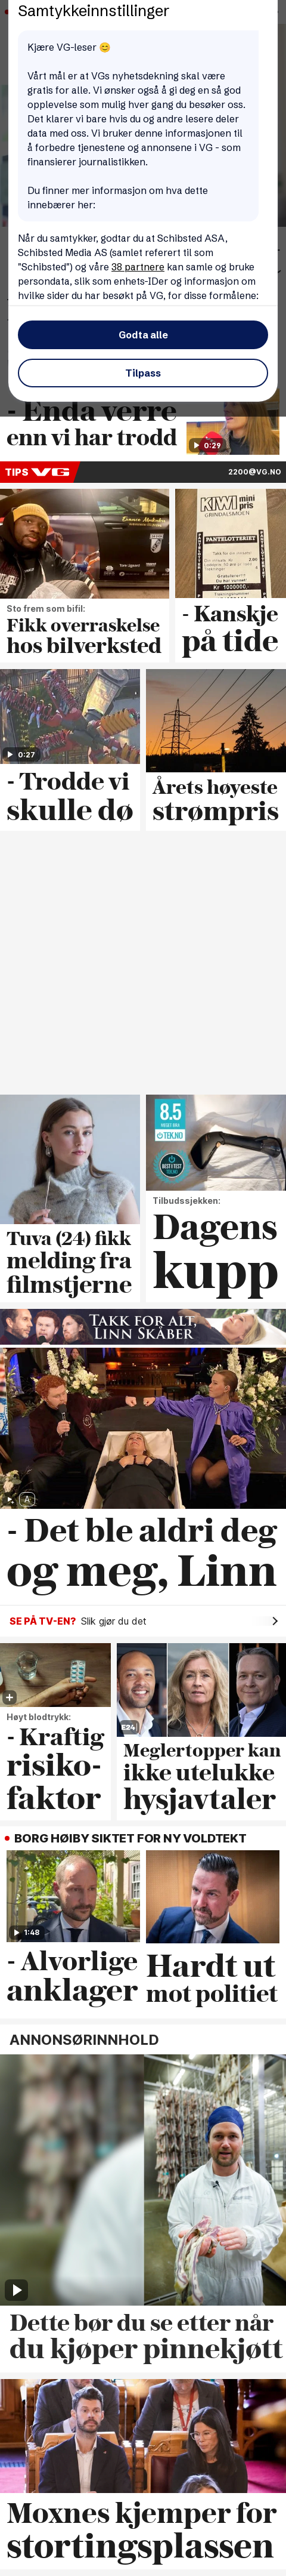 Samtykkeinnstillinger
Kjære VG-leser 😊
Vårt mål er at VGs nyhetsdekning skal være
gratis for alle. Vi ønsker også å gi deg en så god
opplevelse som mulig hver gang du besøker oss.
Det klarer vi bare hvis du og andre lesere deler
data med oss. Vi bruker denne informasjonen til
å forbedre tjenestene og annonsene i VG - som
finansierer journalistikken.
Du finner mer informasjon om hva dette
innebærer her:
Når du samtykker, godtar du at Schibsted ASA,
Schibsted Media AS (samlet referert til som
"Schibsted") og våre 38 partnere kan samle og bruke
persondata, slik som enhets-IDer og informasjon om
hvilke sider du har besøkt på VG, for disse formålene:
Godta alle
Tilpass
- Enda verre
enn vi har trodd
0:29
TIPS VG
2200@VG.NO
Sto frem som bifil:
Fikk overraskelse
hos bilverksted
KIWI mini
pris
GRINDALSMOEN
PANTELOTTERIET
Kr 1000000,-
- Kanskje
på tide
0:27
- Trodde vi
skulle dø
Årets høyeste
strømpris
Tuva (24) fikk
melding fra
filmstjerne
8.5
TEK.NO
BEST I TEST
Tilbudssjekken:
Dagens
kupp
TAKK FOR ALT,
LINN SKÅBER
- Det ble aldri deg
og meg, Linn
SE PÅ TV-EN? Slik gjør du det
Høyt blodtrykk:
- Kraftig
risiko-
faktor
E24
Meglertopper kan
ikke utelukke
hysjavtaler
BORG HØIBY SIKTET FOR NY VOLDTEKT
1:48
- Alvorlige
anklager
Hardt ut
mot politiet
ANNONSØRINNHOLD
Dette bør du se etter når
du kjøper pinnekjøtt
Moxnes kjemper for
stortingsplassen